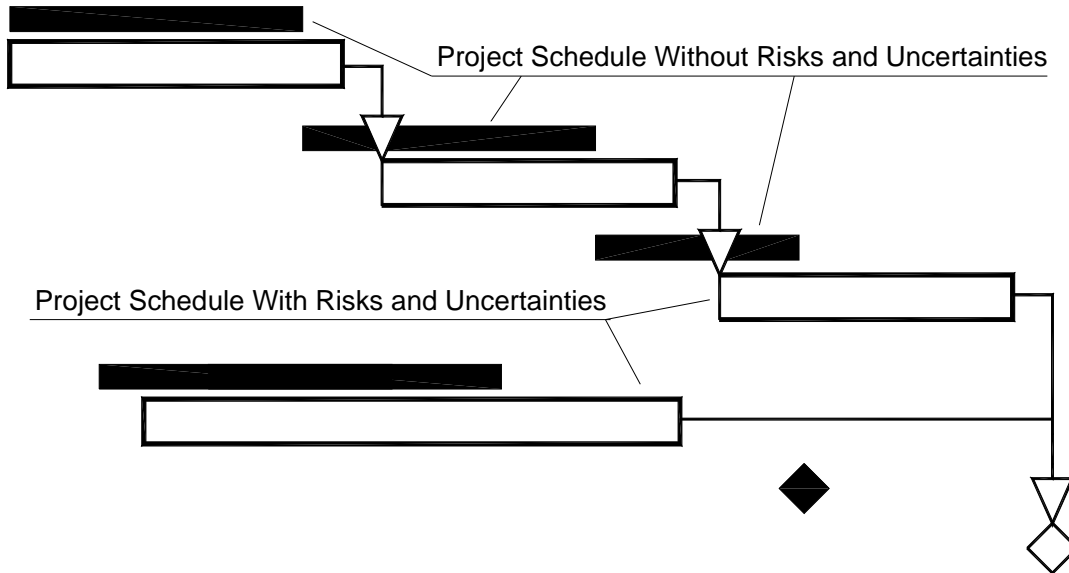 Project Schedule Without Risks and Uncertainties
Project Schedule With Risks and Uncertainties